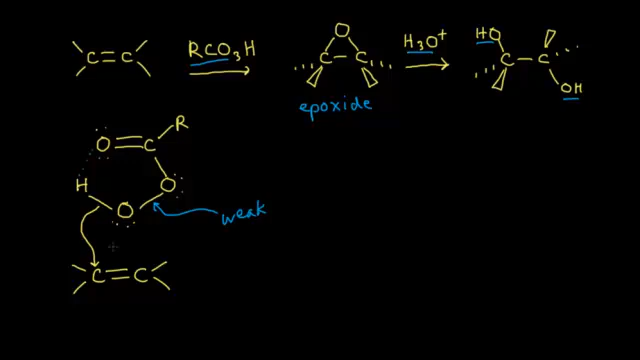 C=C RCO3H C-C O H3O+ HO C-C OH
epoxide
R
O=C
H O
O weak
C=C